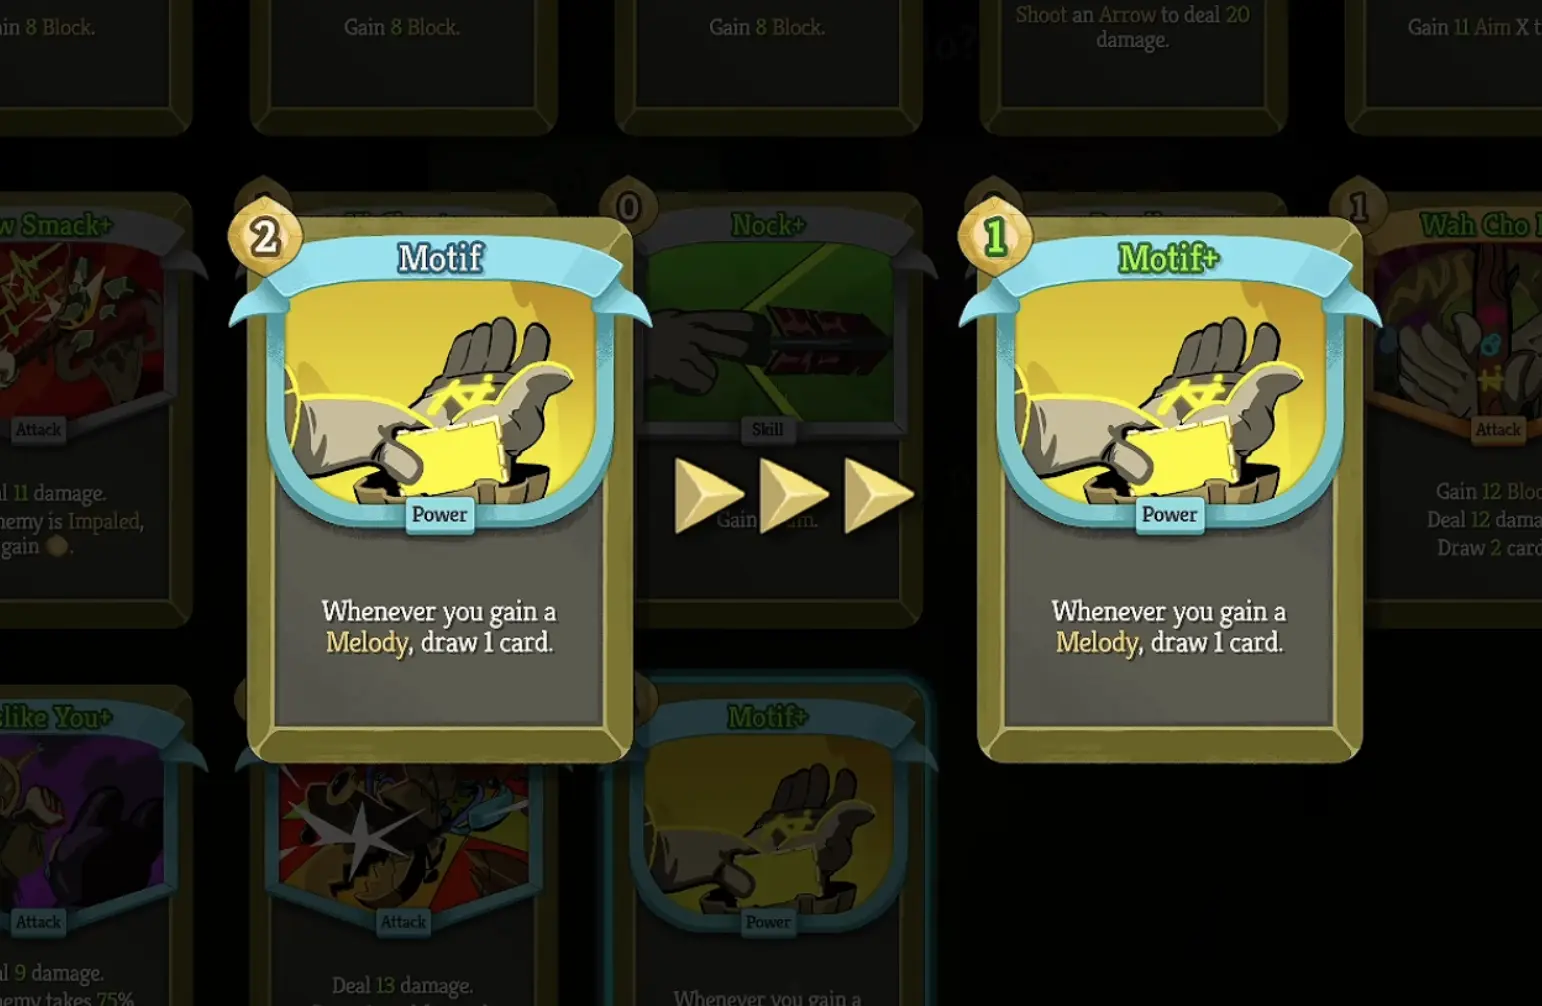 in 8 Block.
Gain 8 Block.
Gain 8 Block.
Shoot an Arrow to deal 20
damage.
Gain 11 Aim X t
w Smack+
Attack
l 11 damage.
nemy is Impaled,
gain
2
Motif
Power
Whenever you gain a
Melody, draw 1 card.
0
Nock+
Skill
Gain
1
Motif+
Power
Whenever you gain a
Melody, draw 1 card.
1
Wah Cho
Attack
Gain 12 Bloc
Deal 12 dama
Draw 2 card
slike You+
Attack
l 9 damage.
emy takes 75%
Attack
Deal 13 damage.
Motif+
Power
Whenever you gain a